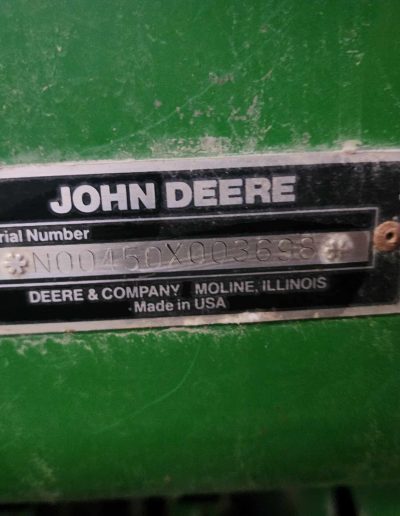 JOHN DEERE
rial Number
N00450X003698
DEERE & COMPANY MOLINE, ILLINOIS
Made in USA